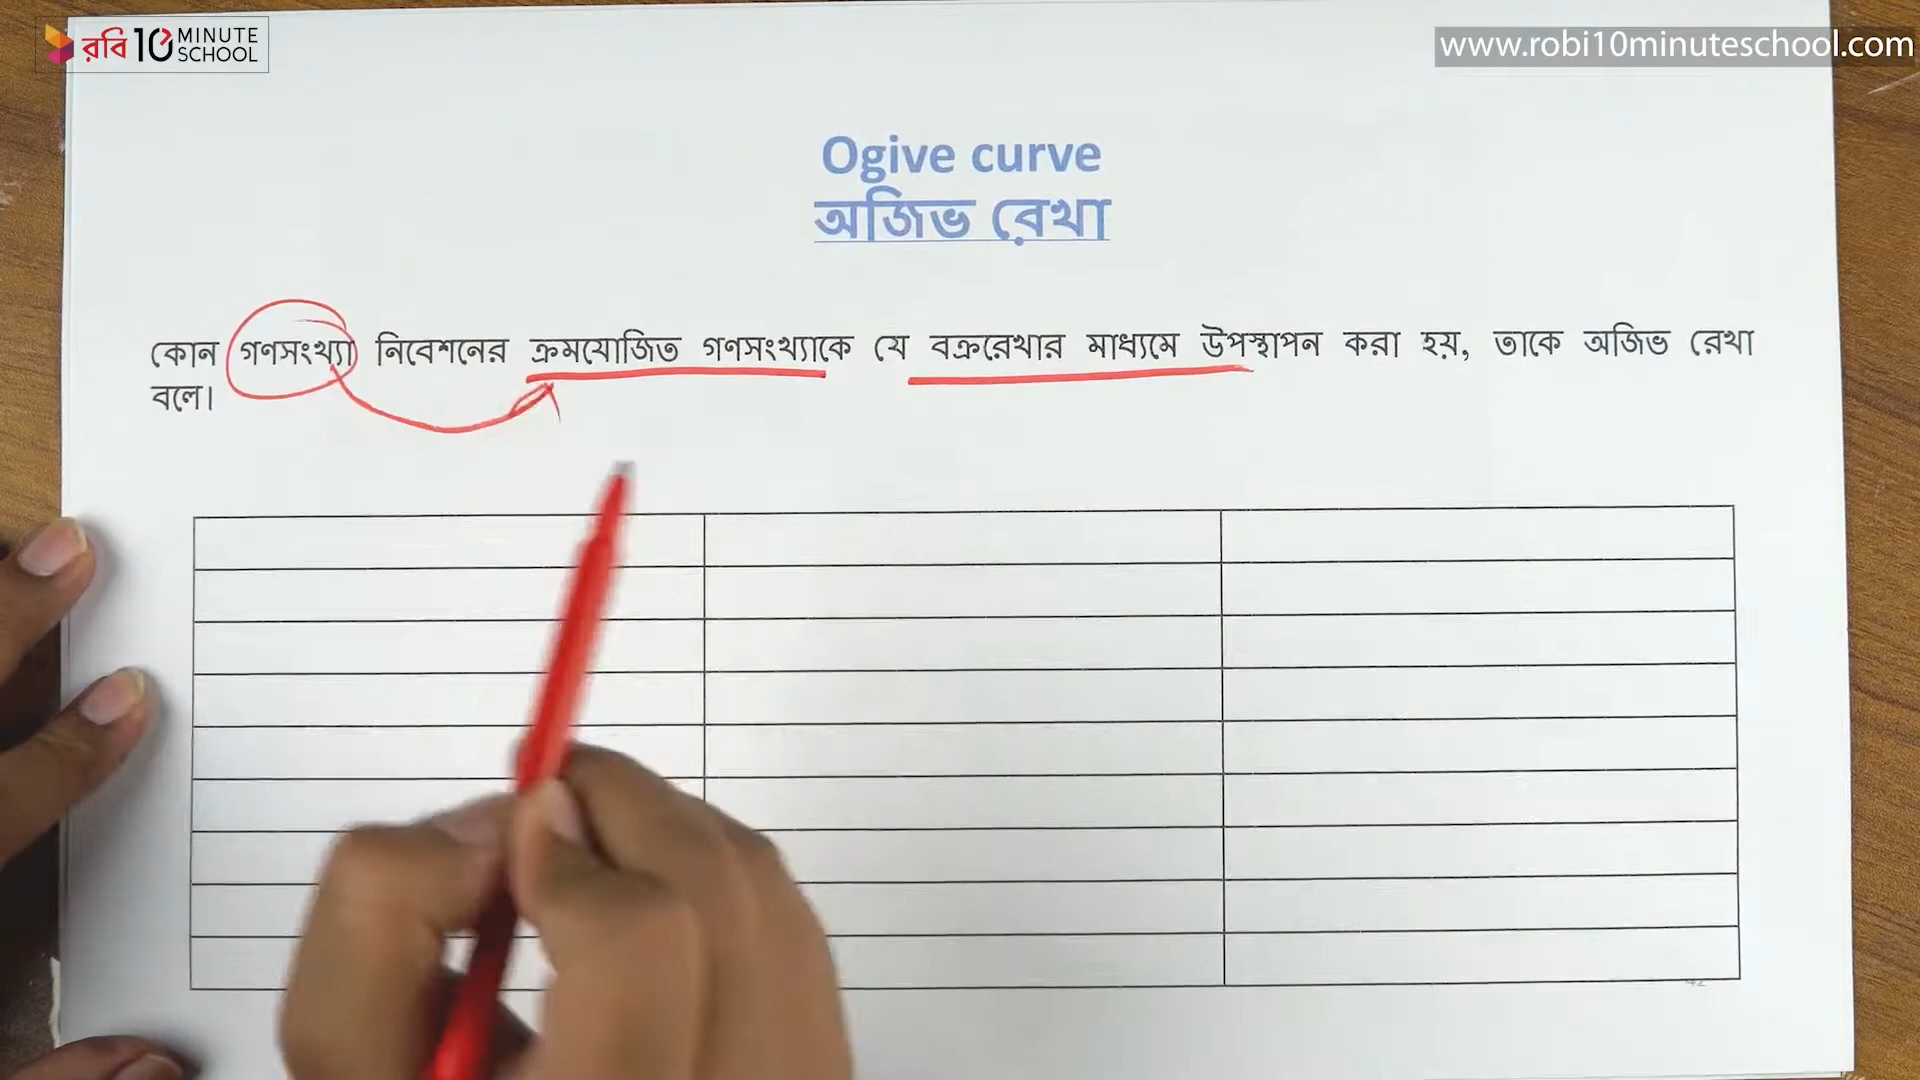 রবি 10 MINUTE SCHOOL
www.robi10minuteschool.com
Ogive curve
অজিভ রেখা
কোন গণসংখ্যা নিবেশনের ক্রমযোজিত গণসংখ্যাকে যে বক্ররেখার মাধ্যমে উপস্থাপন করা হয়, তাকে অজিভ রেখা
বলে।